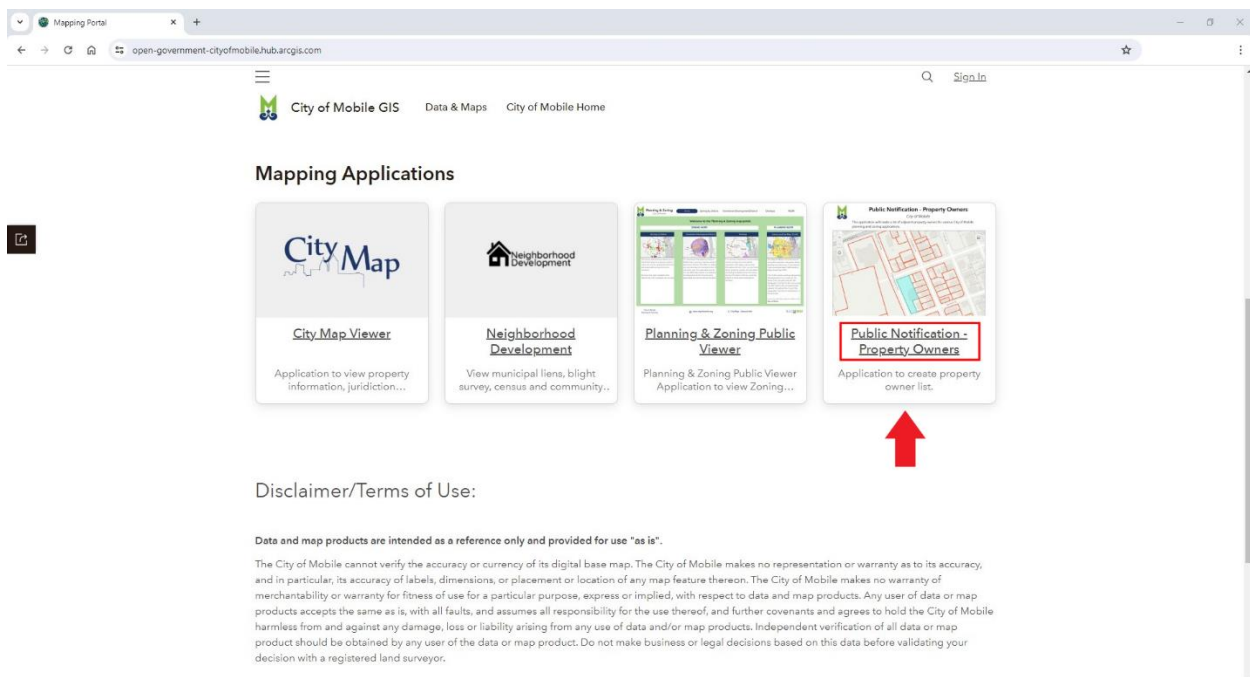 Mapping Portal
open-government-cityofmobile.hub.arcgis.com
Sign In
City of Mobile GIS
Data & Maps
City of Mobile Home
Mapping Applications
City Map
Neighborhood
Development
Public Notification - Property Owners
City of Mobile
City Map Viewer
Application to view property
information, juridiction...
Neighborhood
Development
View municipal liens, blight
survey, census and community..
Planning & Zoning Public
Viewer
Planning & Zoning Public Viewer
Application to view Zoning...
Public Notification -
Property Owners
Application to create property
owner list.
Disclaimer/Terms of Use:
Data and map products are intended as a reference only and provided for use "as is".
The City of Mobile cannot verify the accuracy or currency of its digital base map. The City of Mobile makes no representation or warranty as to its accuracy,
and in particular, its accuracy of labels, dimensions, or placement or location of any map feature thereon. The City of Mobile makes no warranty of
merchantability or warranty for fitness of use for a particular purpose, express or implied, with respect to data and map products. Any user of data or map
products accepts the same as is, with all faults, and assumes all responsibility for the use thereof, and further covenants and agrees to hold the City of Mobile
harmless from and against any damage, loss or liability arising from any use of data and/or map products. Independent verification of all data or map
product should be obtained by any user of the data or map product. Do not make business or legal decisions based on this data before validating your
decision with a registered land surveyor.